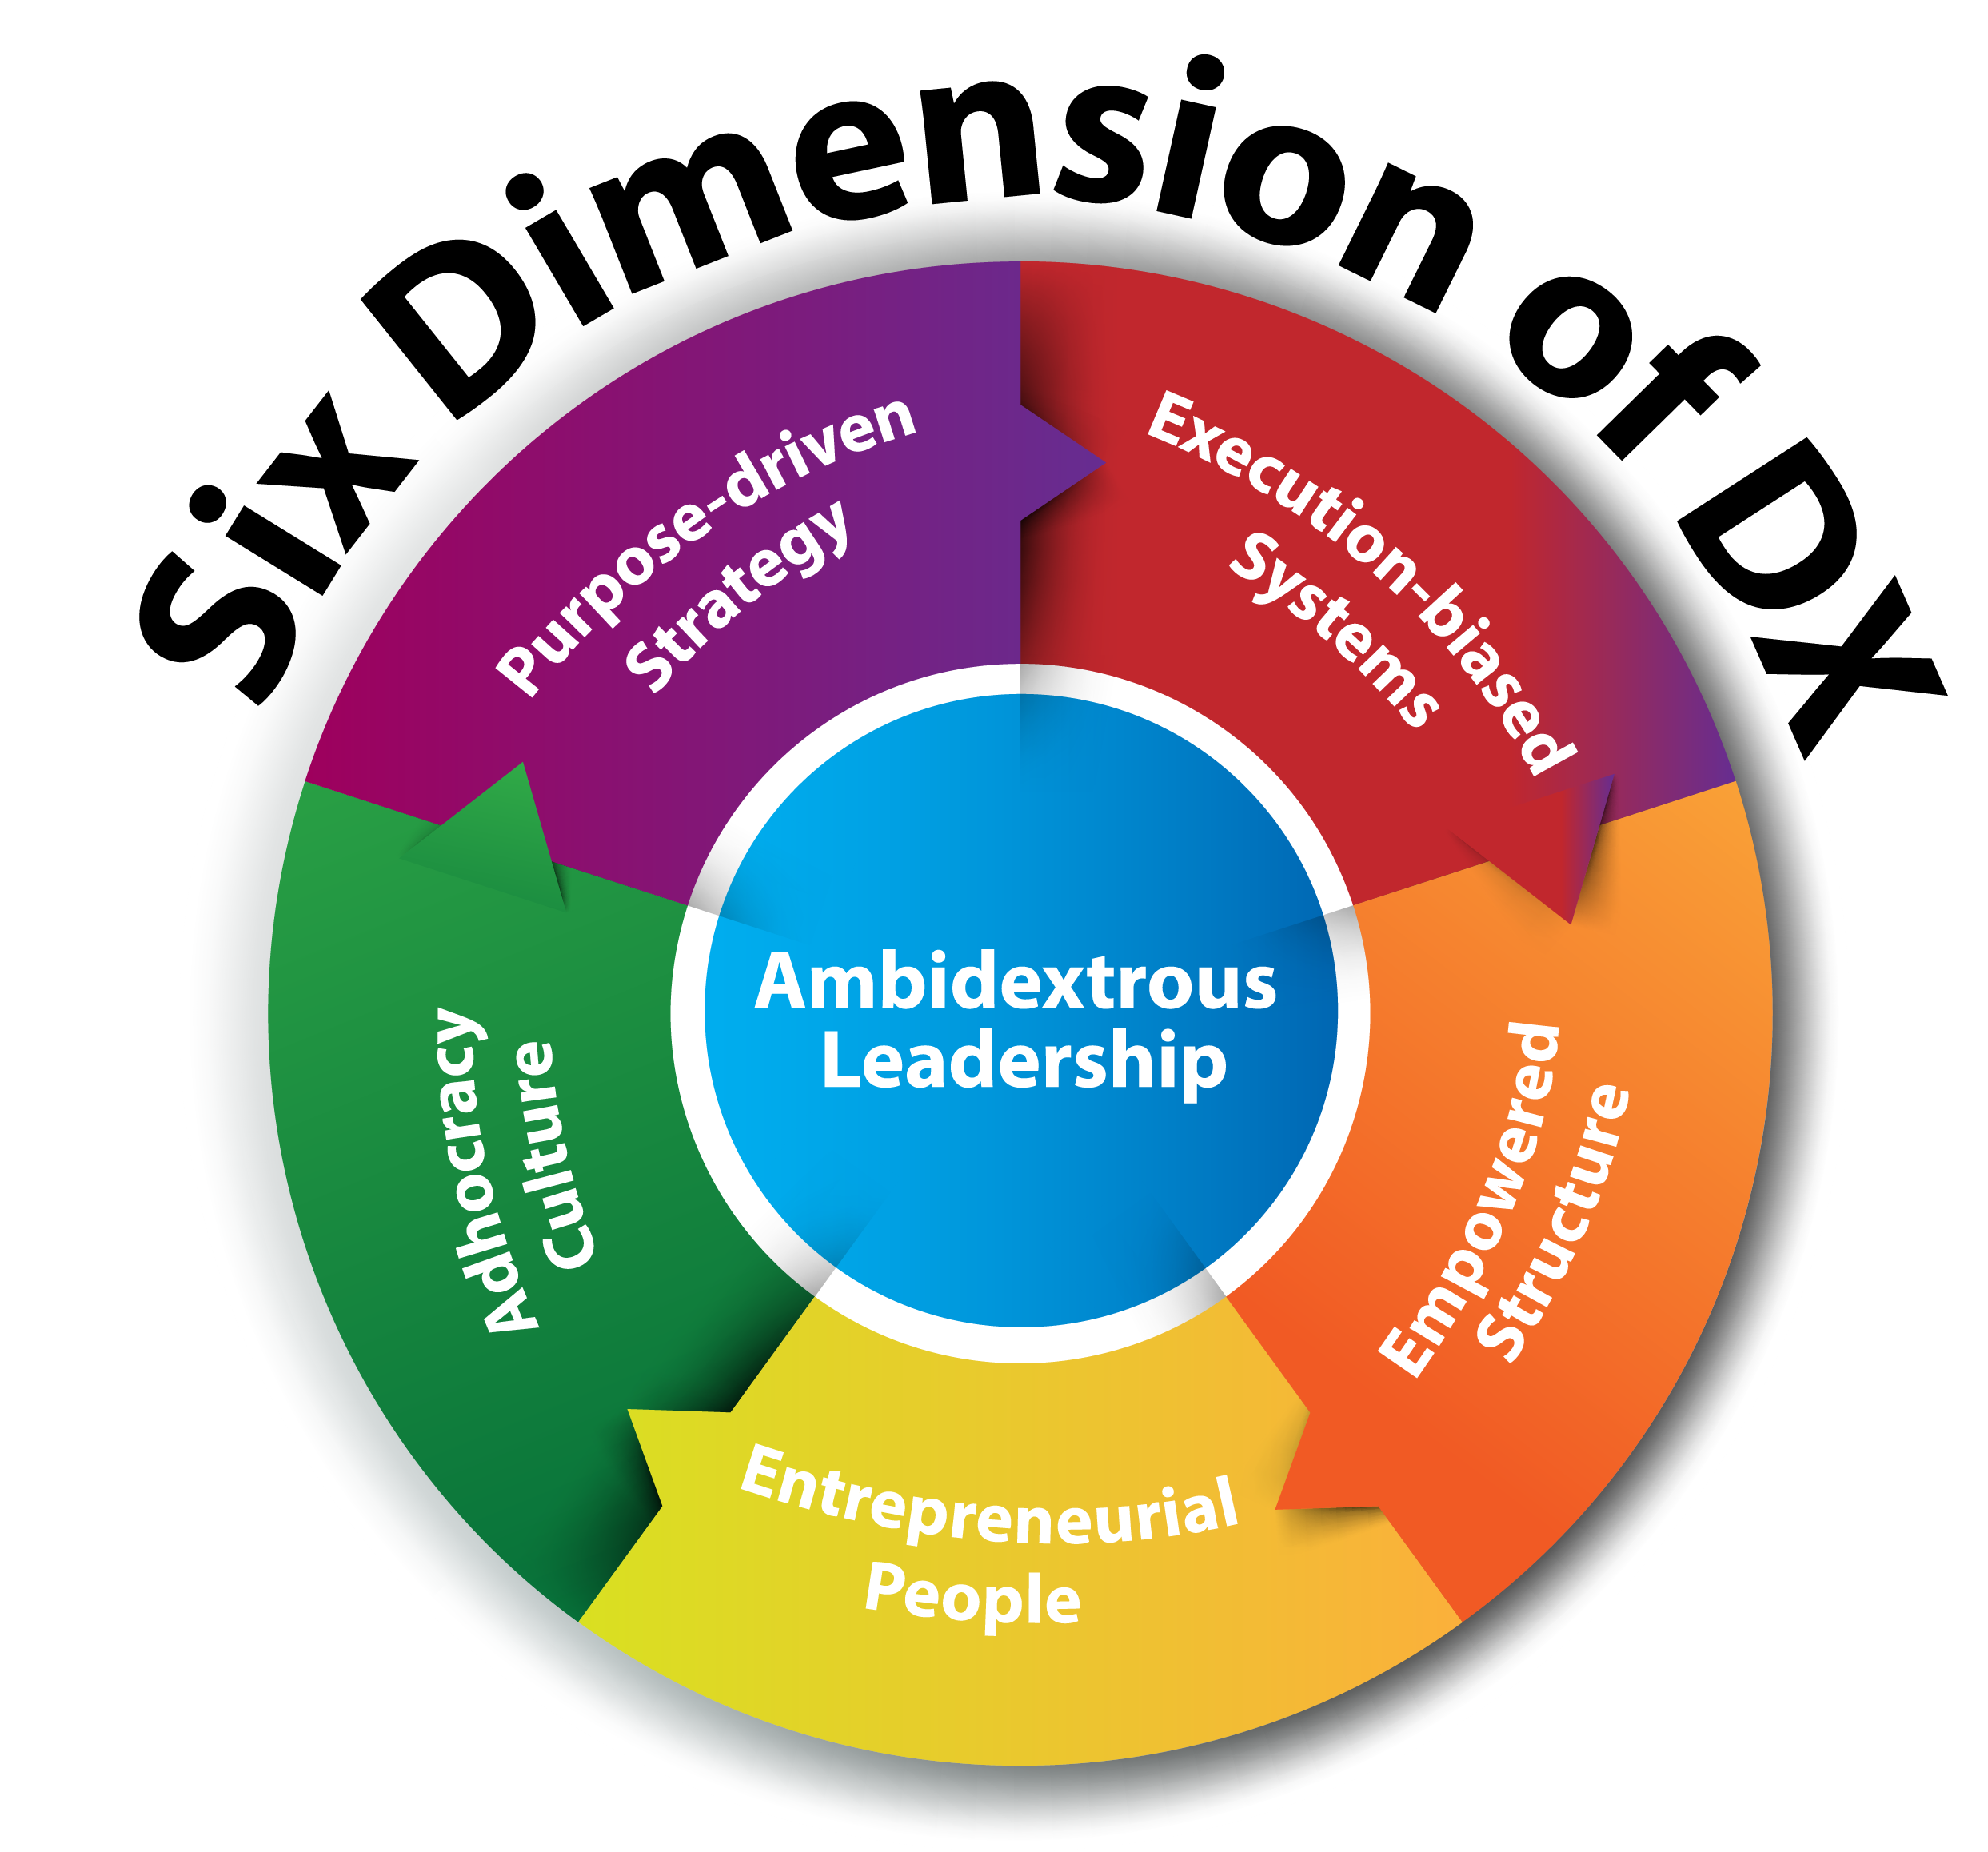 Six Dimension of DX
Purpose-driven
Strategy
Execution-biased
Systems
Ambidextrous
Leadership
Adhocracy
Culture
Empowered
Structure
Entrepreneurial
People